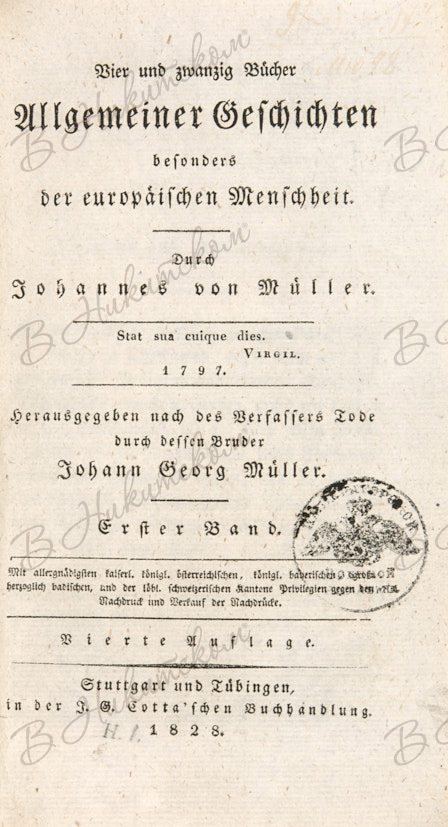 Vier und zwanzig Bücher
Allgemeiner Geschichten
besonders
der europäischen Menschheit.
Durch
Johannes von Müller.
Stat sua cuique dies.
VIRGIL.
1797.
Herausgegeben nach des Verfassers Tode
durch dessen Bruder
Johann Georg Müller.
Erster Band.
Mit allergnädigsten kaiserl. königl. österreichischen, königl. bayerischen, groß-
herzoglich badischen, und der löbl. schweizerischen Kantone Privilegien gegen den
Nachdruck und Verkauf der Nachdrücke.
Vierte Auflage.
Stuttgart und Tübingen,
in der J. G. Cotta'schen Buchhandlung.
H. I.
1828.
В Никитском